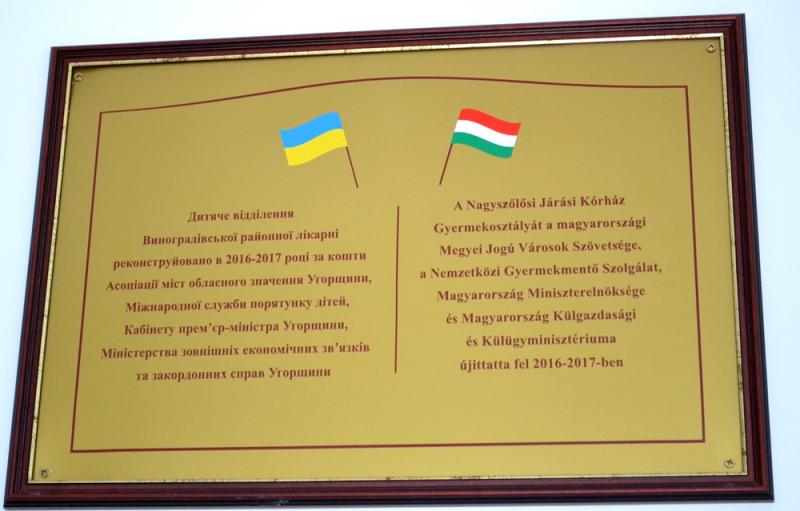 Дитяче відділення
Виноградівської районної лікарні
реконструйовано в 2016-2017 році за кошти
Асоціації міст обласного значення Угорщини,
Міжнародної служби порятунку дітей,
Кабінету прем’єр-міністра Угорщини,
Міністерства зовнішніх економічних зв’язків
та закордонних справ Угорщини
A Nagyszőlősi Járási Kórház
Gyermekosztályát a magyarországi
Megyei Jogú Városok Szövetsége,
a Nemzetközi Gyermekmentő Szolgálat,
Magyarország Miniszterelnöksége
és Magyarország Külgazdasági
és Külügyminisztériuma
újittatta fel 2016-2017-ben